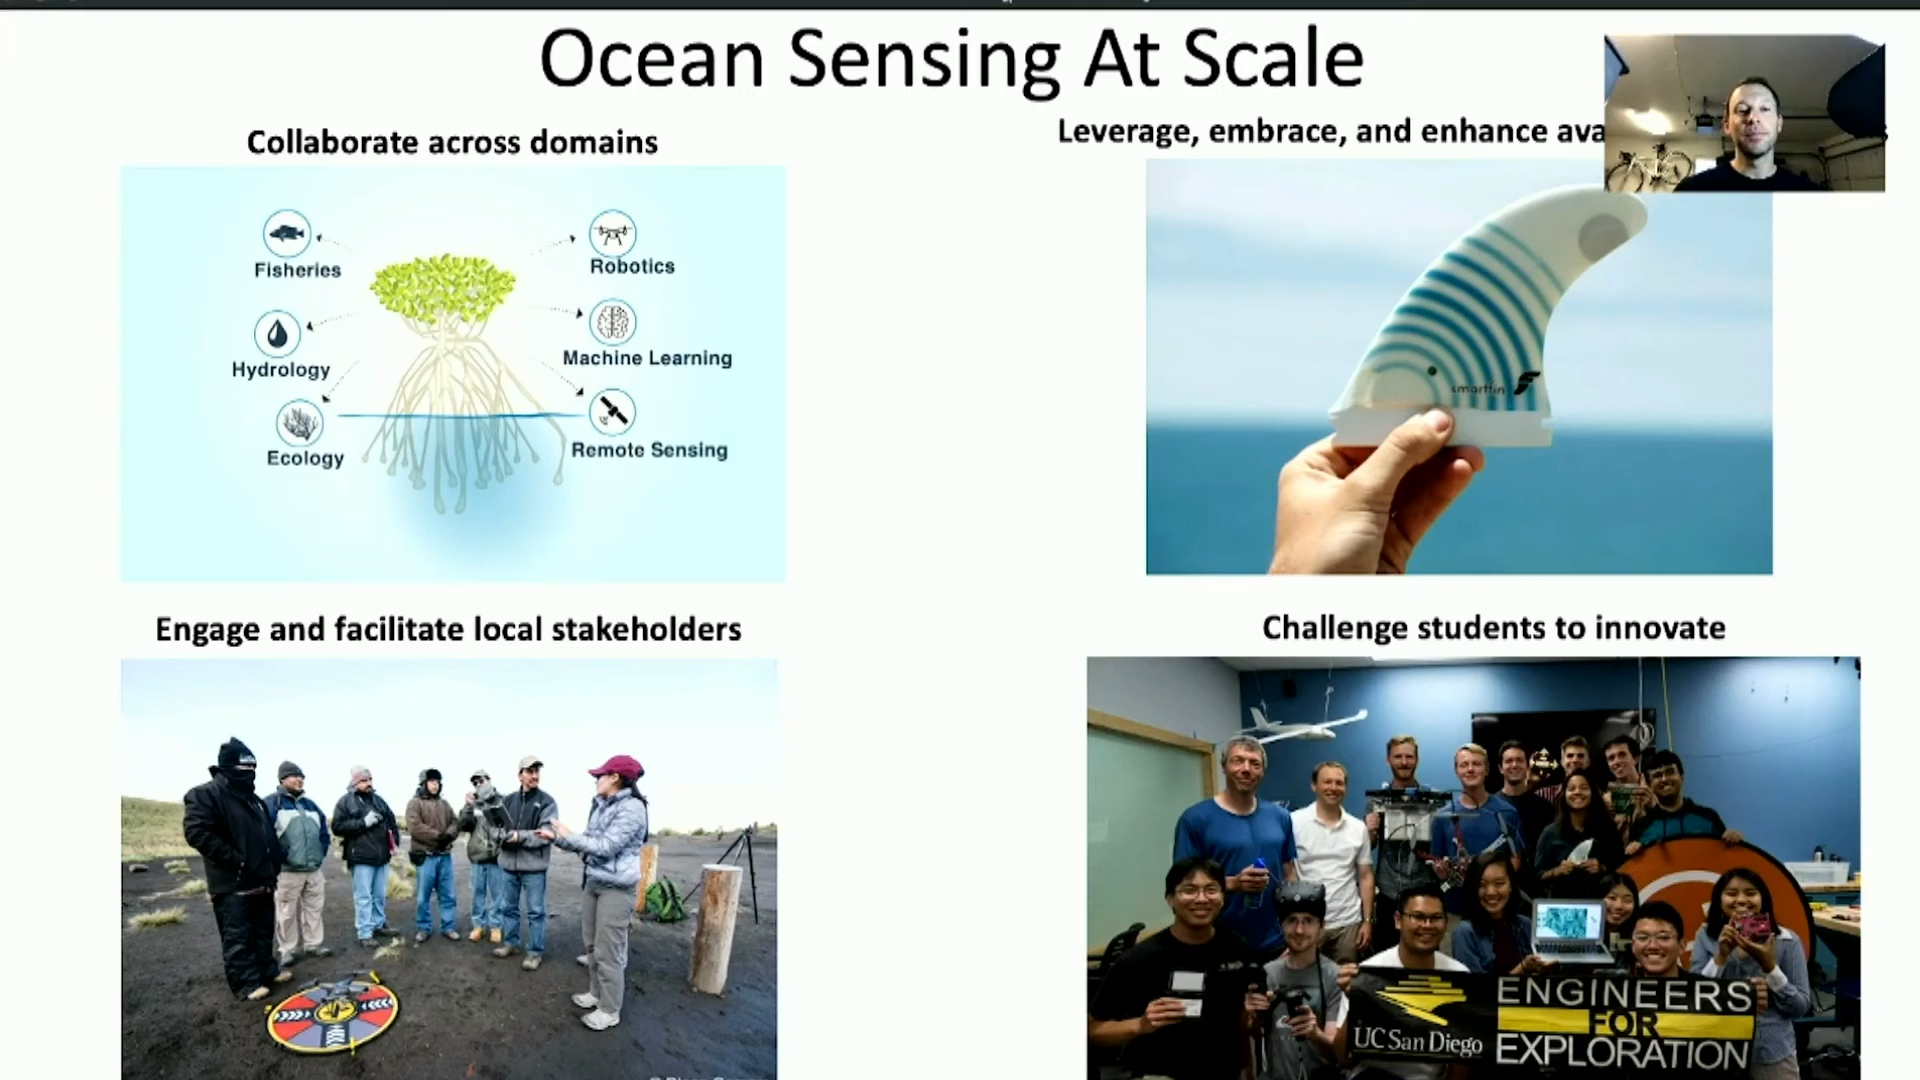 Ocean Sensing At Scale
Collaborate across domains
Leverage, embrace, and enhance
Fisheries
Robotics
Hydrology
Machine Learning
Ecology
Remote Sensing
smartfin
Engage and facilitate local stakeholders
Challenge students to innovate
UC San Diego
ENGINEERS
FOR
EXPLORATION